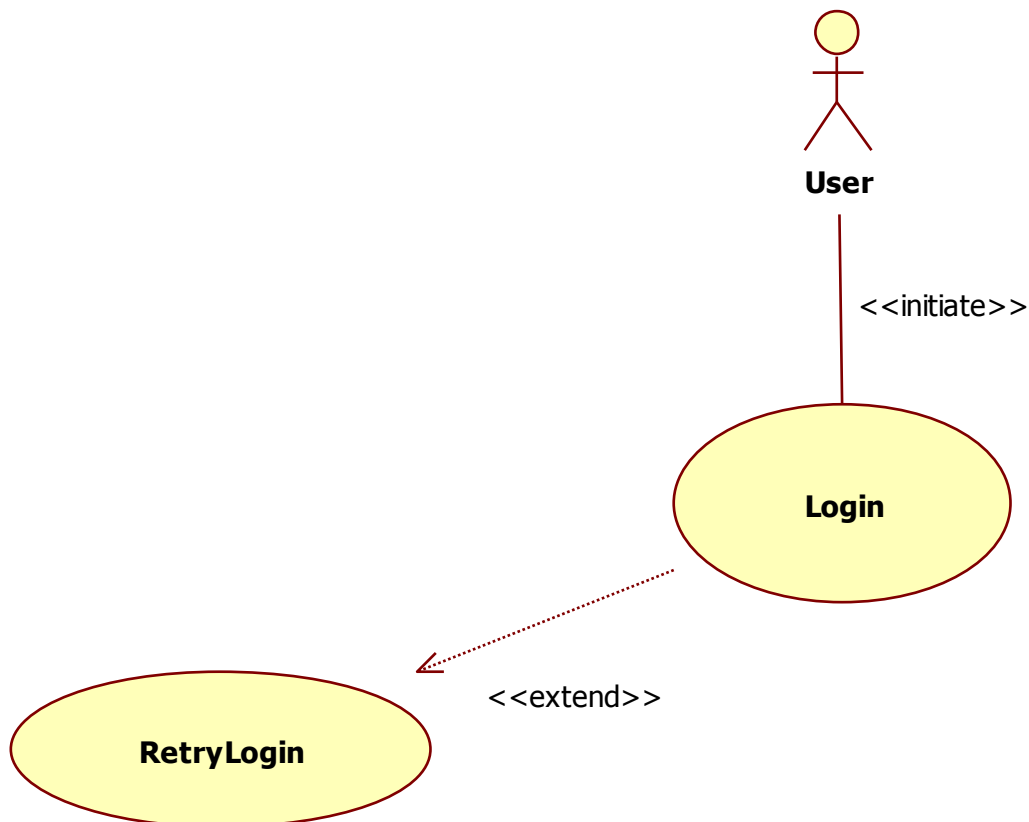 User
<<initiate>>
Login
<<extend>>
RetryLogin